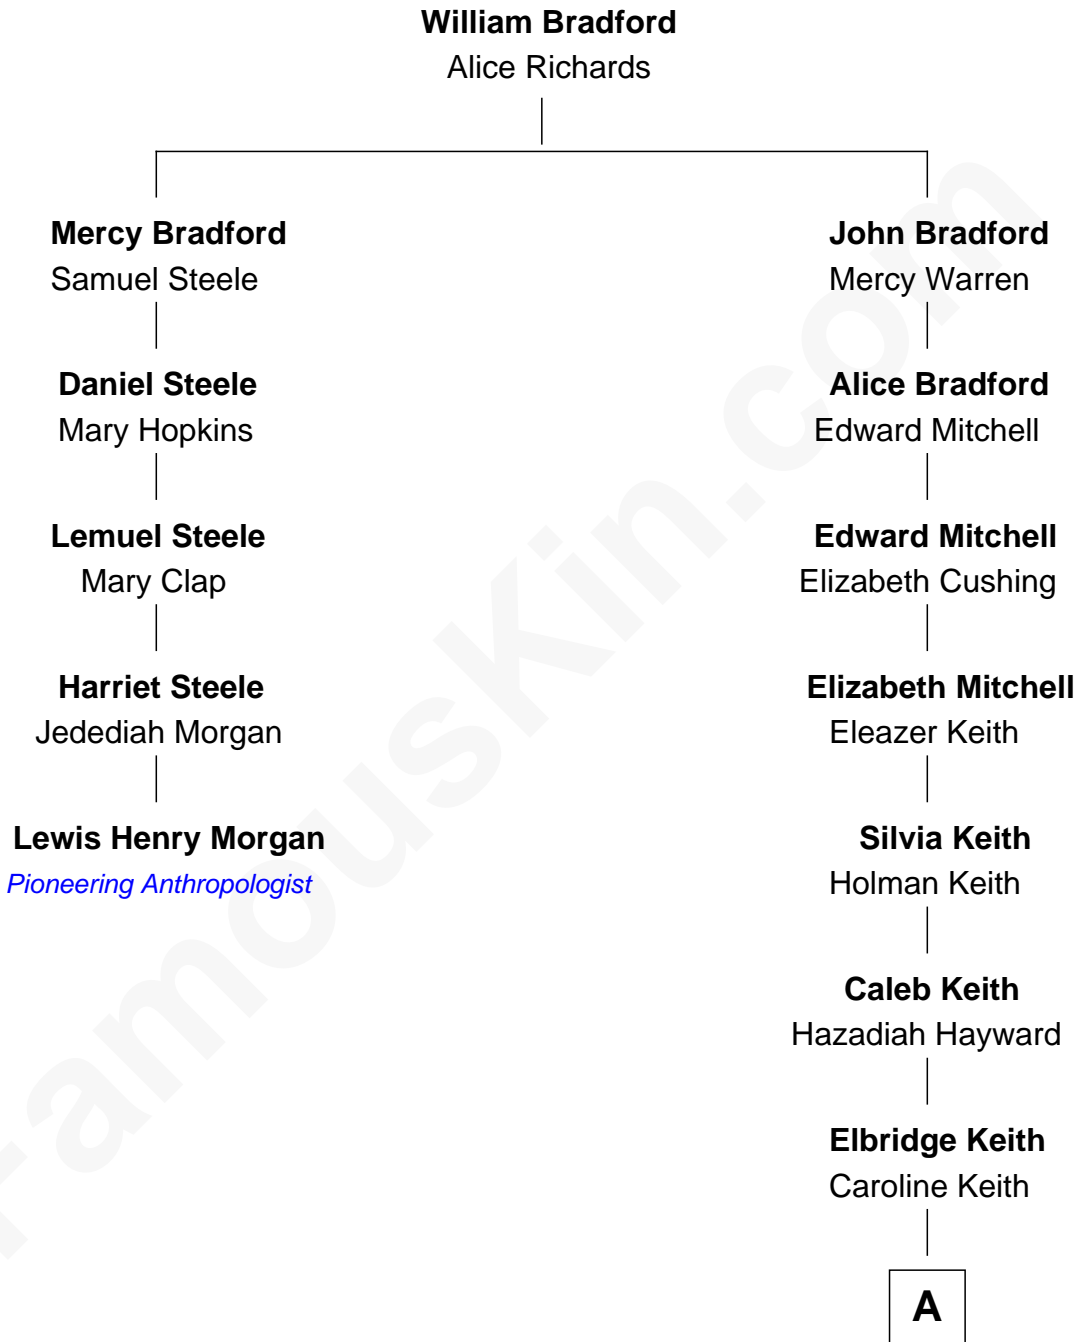 William Bradford
Alice Richards
Mercy Bradford
Samuel Steele
John Bradford
Mercy Warren
Daniel Steele
Mary Hopkins
Alice Bradford
Edward Mitchell
Lemuel Steele
Mary Clap
Edward Mitchell
Elizabeth Cushing
Harriet Steele
Jedediah Morgan
Elizabeth Mitchell
Eleazer Keith
Lewis Henry Morgan
Pioneering Anthropologist
Silvia Keith
Holman Keith
Caleb Keith
Hazadiah Hayward
Elbridge Keith
Caroline Keith
A
FamousKin.com